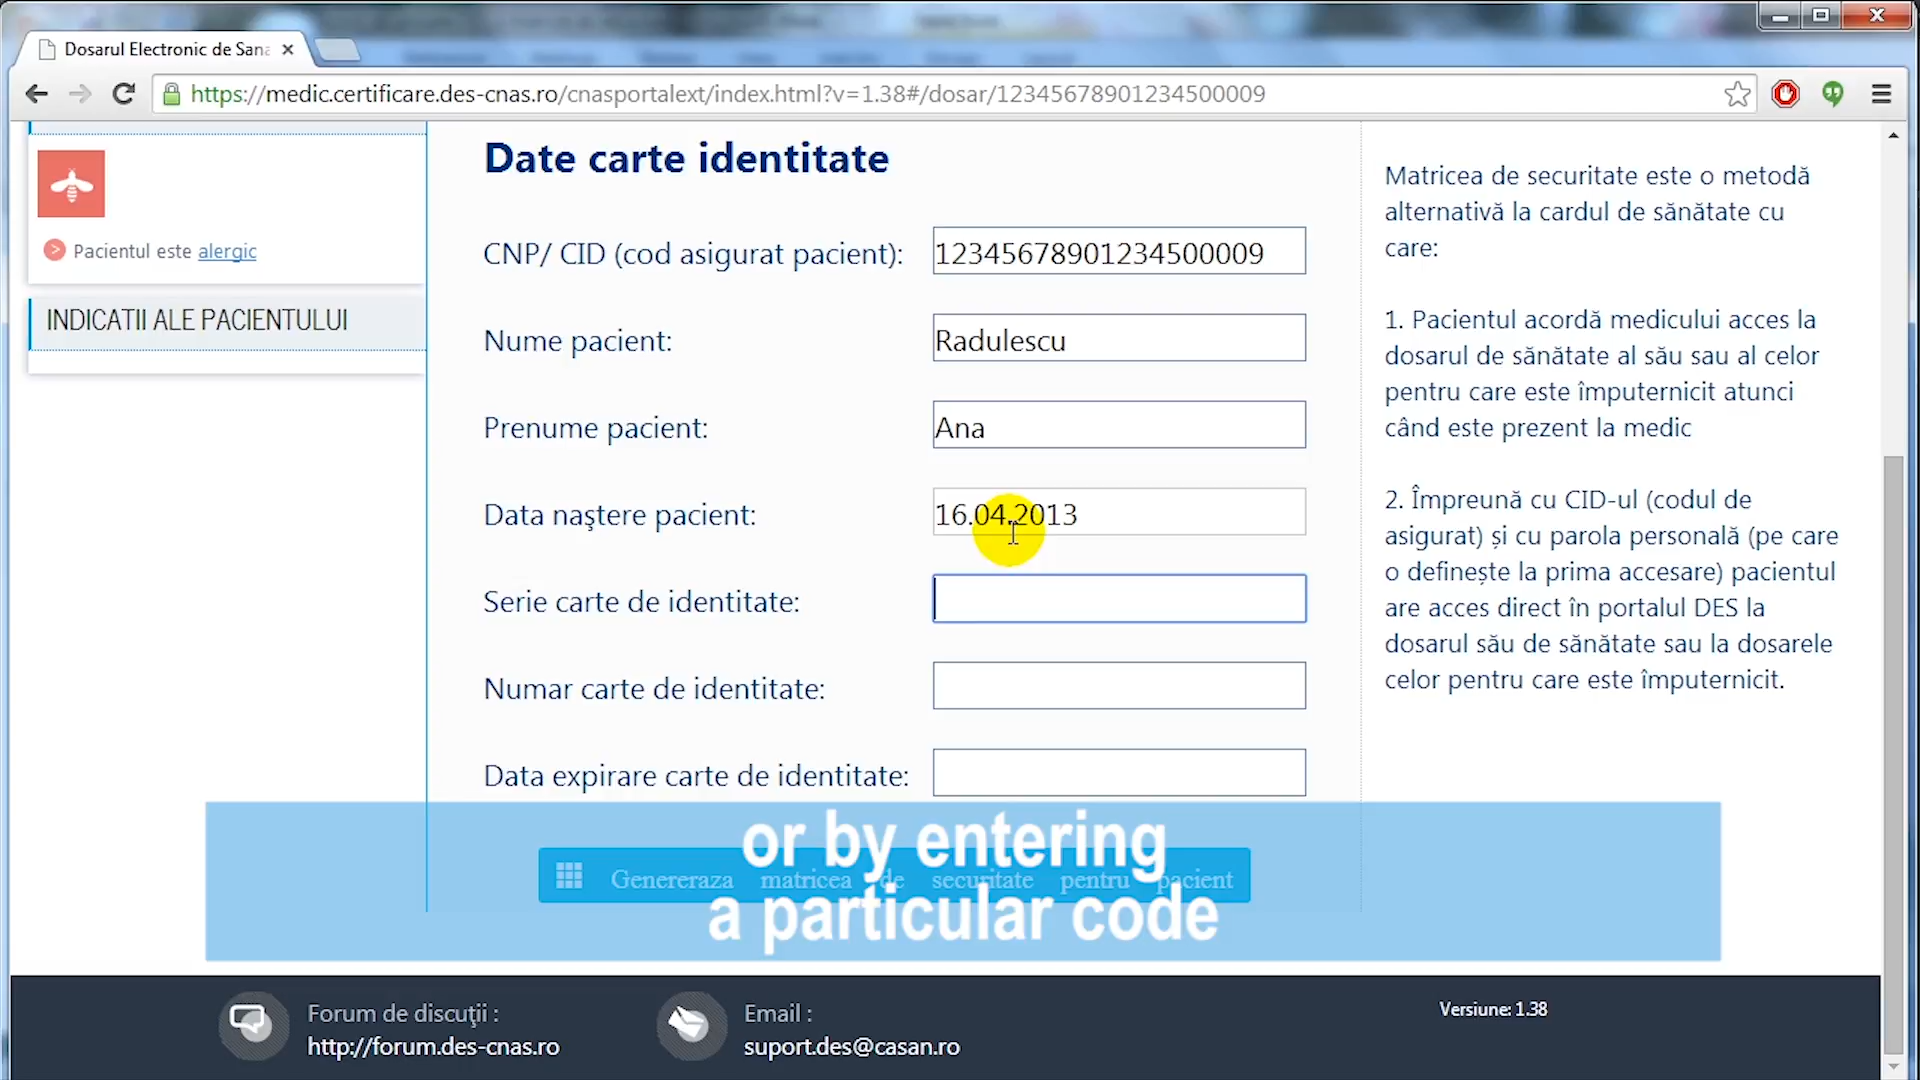 Dosarul Electronic de Sana
https://medic.certificare.des-cnas.ro/cnasportalext/index.html?v=1.38#/dosar/12345678901234500009
Pacientul este alergic
INDICATII ALE PACIENTULUI
Date carte identitate
CNP/ CID (cod asigurat pacient): 12345678901234500009
Nume pacient: Radulescu
Prenume pacient: Ana
Data naştere pacient: 16.04.2013
Serie carte de identitate:
Numar carte de identitate:
Data expirare carte de identitate:
Genereraza matricea de securitate pentru pacient
or by entering
a particular code
Matricea de securitate este o metodă
alternativă la cardul de sănătate cu
care:
1. Pacientul acordă medicului acces la
dosarul de sănătate al său sau al celor
pentru care este împuternicit atunci
când este prezent la medic
2. Împreună cu CID-ul (codul de
asigurat) și cu parola personală (pe care
o definește la prima accesare) pacientul
are acces direct în portalul DES la
dosarul său de sănătate sau la dosarele
celor pentru care este împuternicit.
Forum de discuţii :
http://forum.des-cnas.ro
Email :
suport.des@casan.ro
Versiune: 1.38